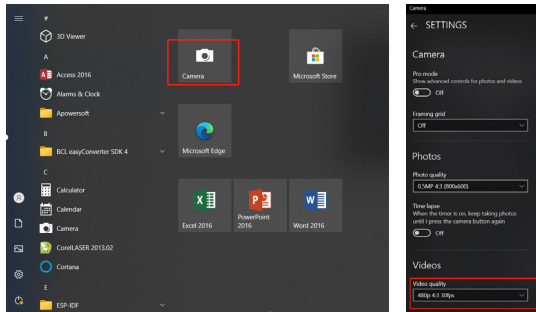 #
3D Viewer
A
Access 2016
Alarms & Clock
Apowersoft
B
BCL easyConverter SDK 4
C
Calculator
Calendar
Camera
CorelLASER 2013.02
Cortana
E
ESP-IDF
Camera
Microsoft Store
Microsoft Edge
Excel 2016
PowerPoint
2016
Word 2016
Camera
SETTINGS
Camera
Pro mode
Show advanced controls for photos and videos
Off
Framing grid
Off
Photos
Photo quality
0.5MP 4:3 (800x600)
Time lapse
When the timer is on, keep taking photos
until I press the camera button again
Off
Videos
Video quality
480p 4:3 30fps